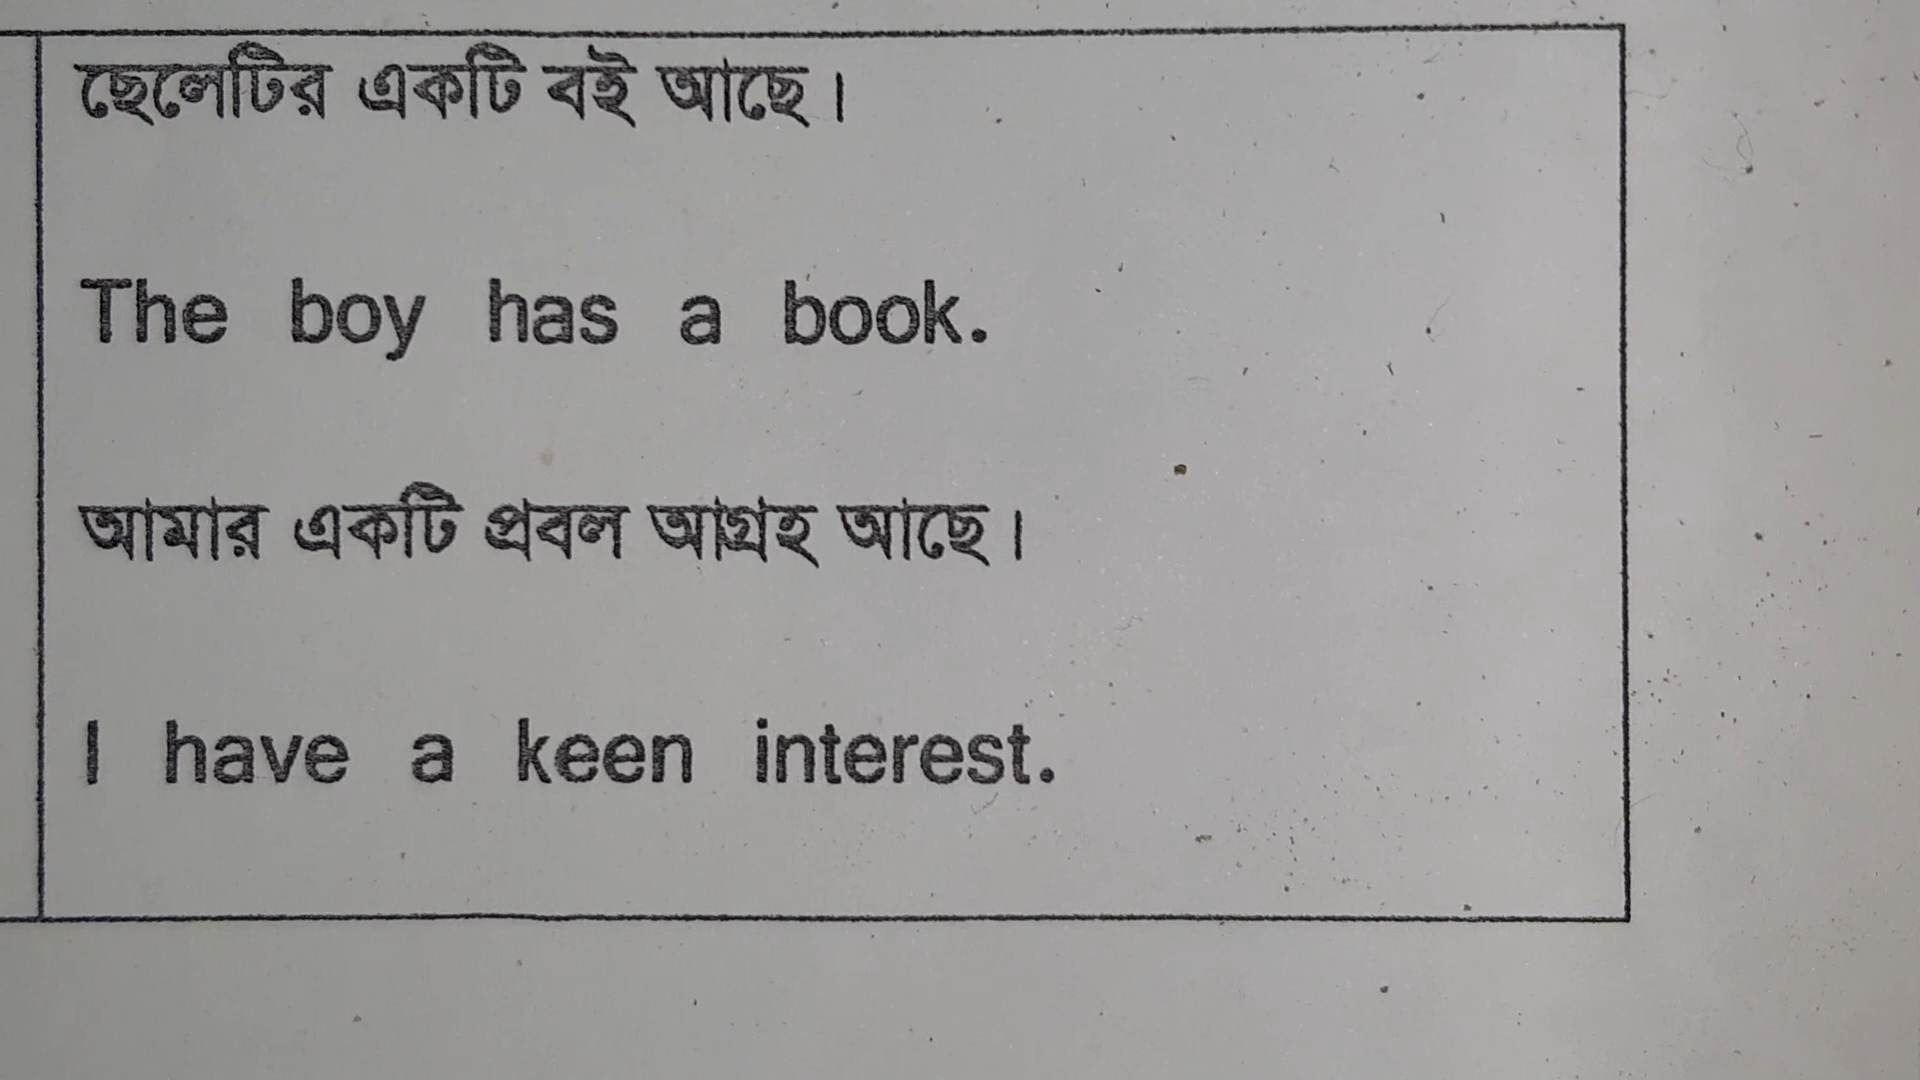 ছেলেটির একটি বই আছে।
The boy has a book.
আমার একটি প্রবল আগ্রহ আছে।
I have a keen interest.